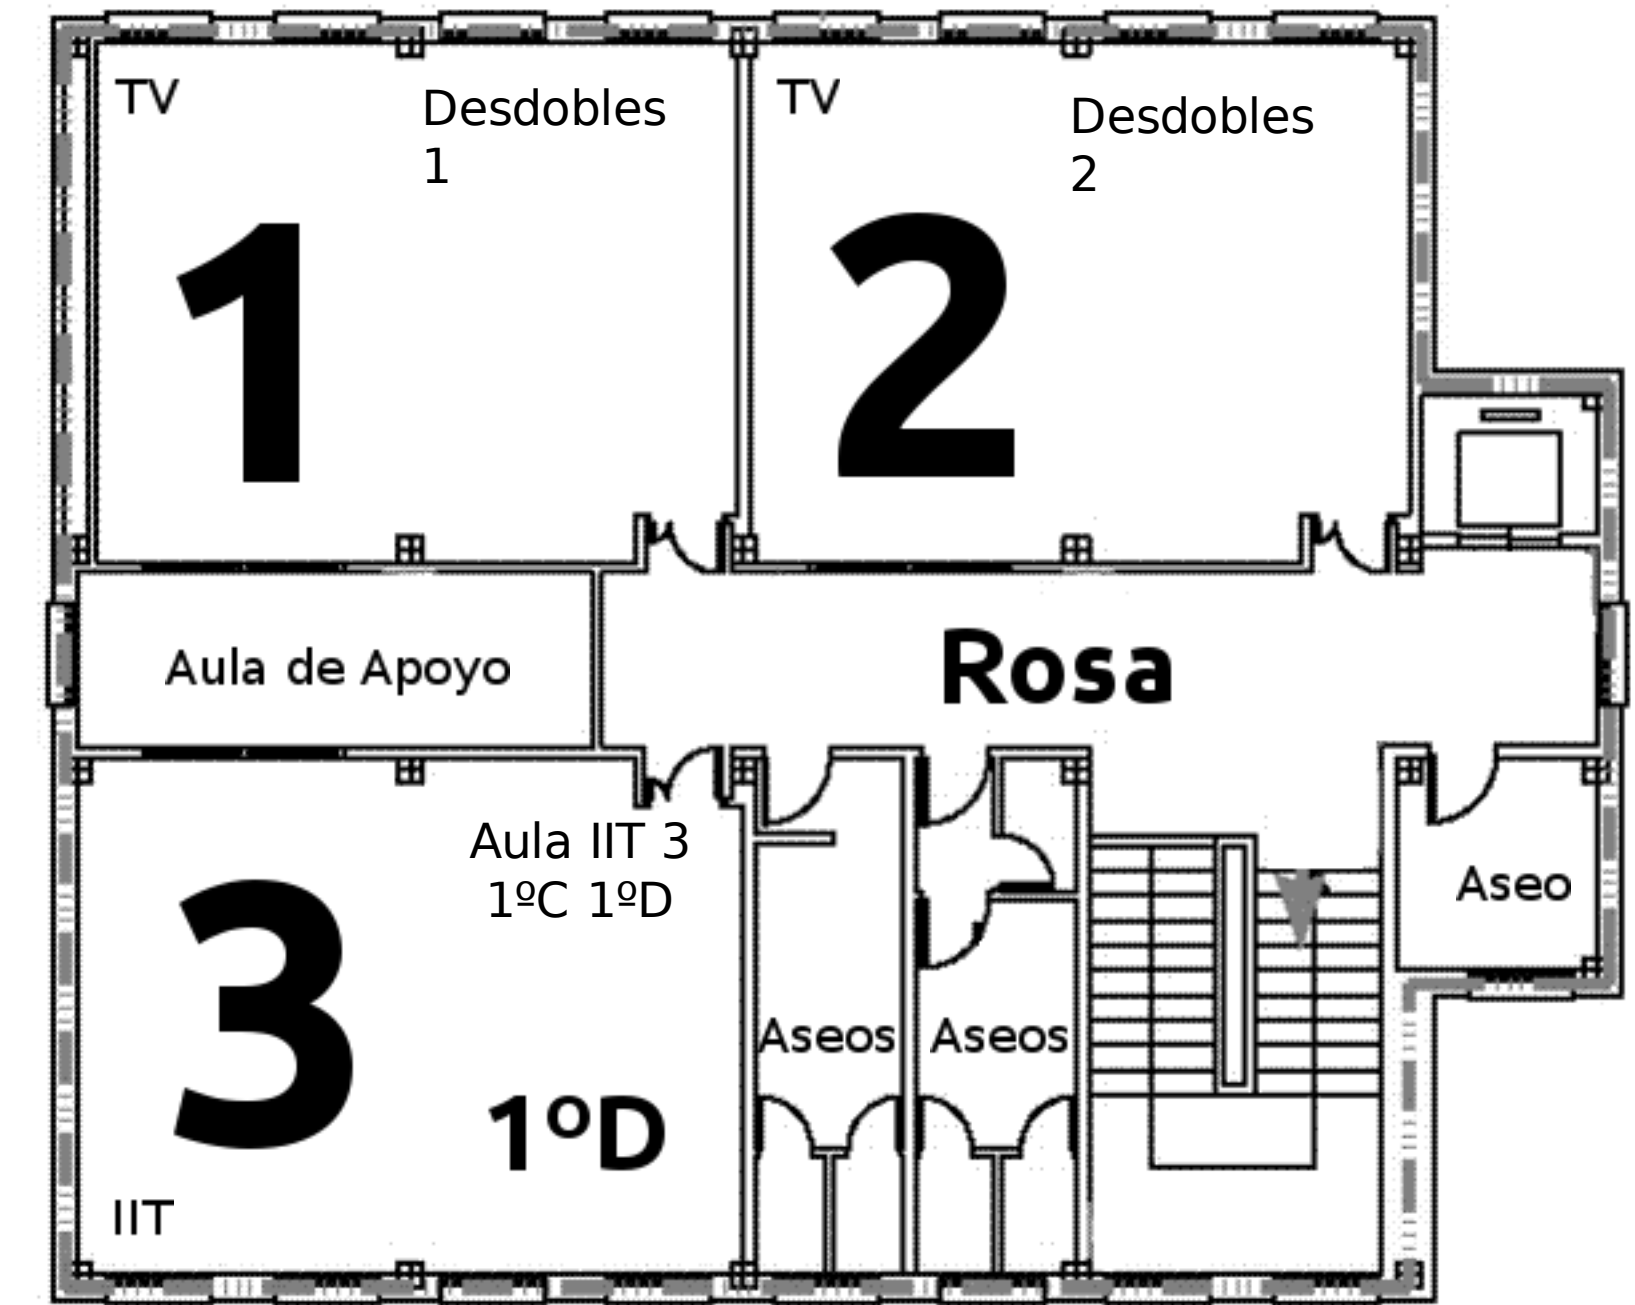 TV
Desdobles
1
1
TV
Desdobles
2
2
Aula de Apoyo
Rosa
Aula IIT 3
1ºC 1ºD
3
1ºD
IIT
Aseos
Aseos
Aseo